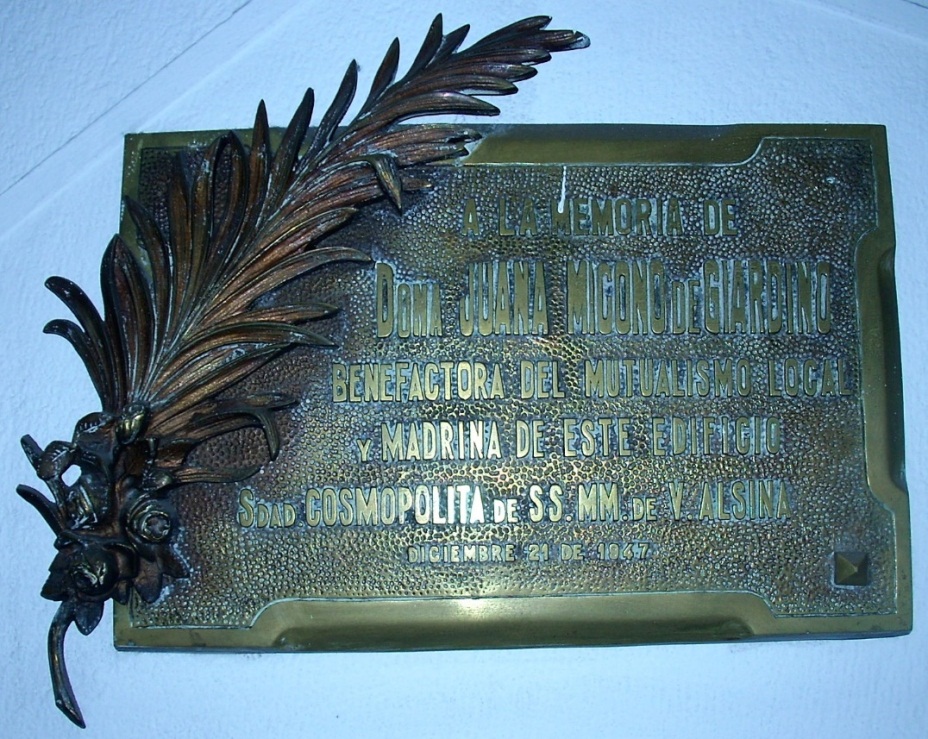 A LA MEMORIA DE
DOÑA JUANA MICONO DE GIARDINO
BENEFACTORA DEL MUTUALISMO LOCAL
Y MADRINA DE ESTE EDIFICIO
SDAD. COSMOPOLITA DE SS. MM. DE V. ALSINA
DICIEMBRE 21 DE 1947